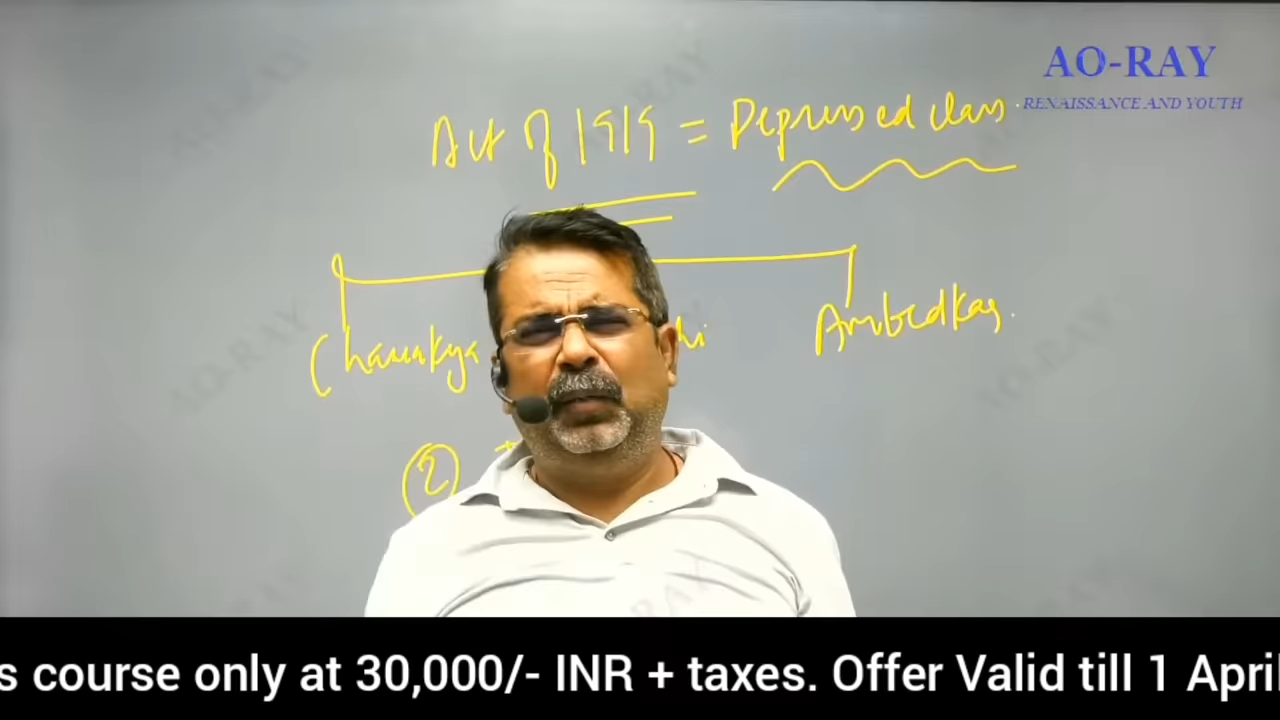 AO-RAY
RENAISSANCE AND YOUTH
Act of 1919 = Depressed class
Chanakya
hi
Ambedkar.
2
s course only at 30,000/- INR + taxes. Offer Valid till 1 April